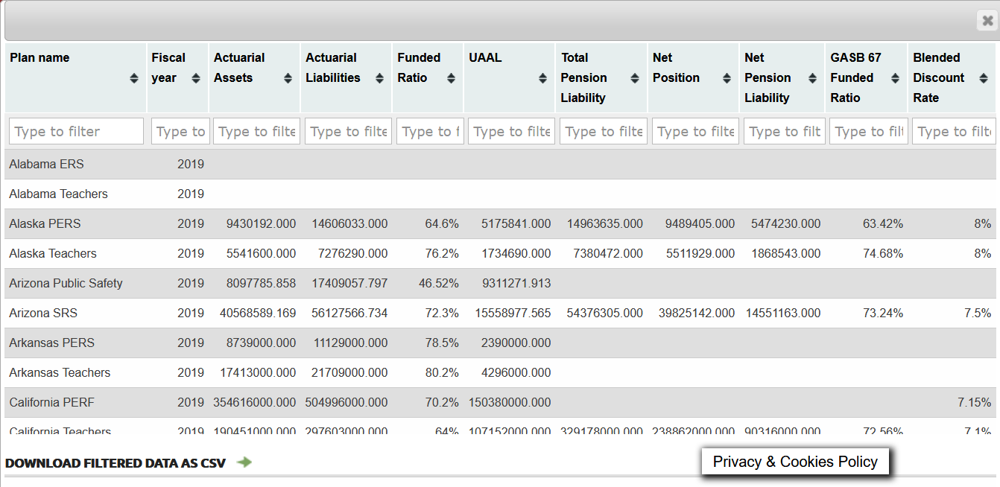 Plan name Fiscal year Actuarial Assets Actuarial Liabilities Funded Ratio UAAL Total Pension Liability Net Position Net Pension Liability GASB 67 Funded Ratio Blended Discount Rate
Type to filter Type to Type to filte Type to filte Type to f Type to filte Type to filte Type to filte Type to filt Type to filt Type to filt
Alabama ERS 2019
Alabama Teachers 2019
Alaska PERS 2019 9430192.000 14606033.000 64.6% 5175841.000 14963635.000 9489405.000 5474230.000 63.42% 8%
Alaska Teachers 2019 5541600.000 7276290.000 76.2% 1734690.000 7380472.000 5511929.000 1868543.000 74.68% 8%
Arizona Public Safety 2019 8097785.858 17409057.797 46.52% 9311271.913
Arizona SRS 2019 40568589.169 56127566.734 72.3% 15558977.565 54376305.000 39825142.000 14551163.000 73.24% 7.5%
Arkansas PERS 2019 8739000.000 11129000.000 78.5% 2390000.000
Arkansas Teachers 2019 17413000.000 21709000.000 80.2% 4296000.000
California PERF 2019 354616000.000 504996000.000 70.2% 150380000.000 7.15%
California Teachers 2019 190451000.000 297603000.000 64% 107152000.000 329178000.000 238862000.000 90316000.000 72.56% 7.1%
DOWNLOAD FILTERED DATA AS CSV
Privacy & Cookies Policy